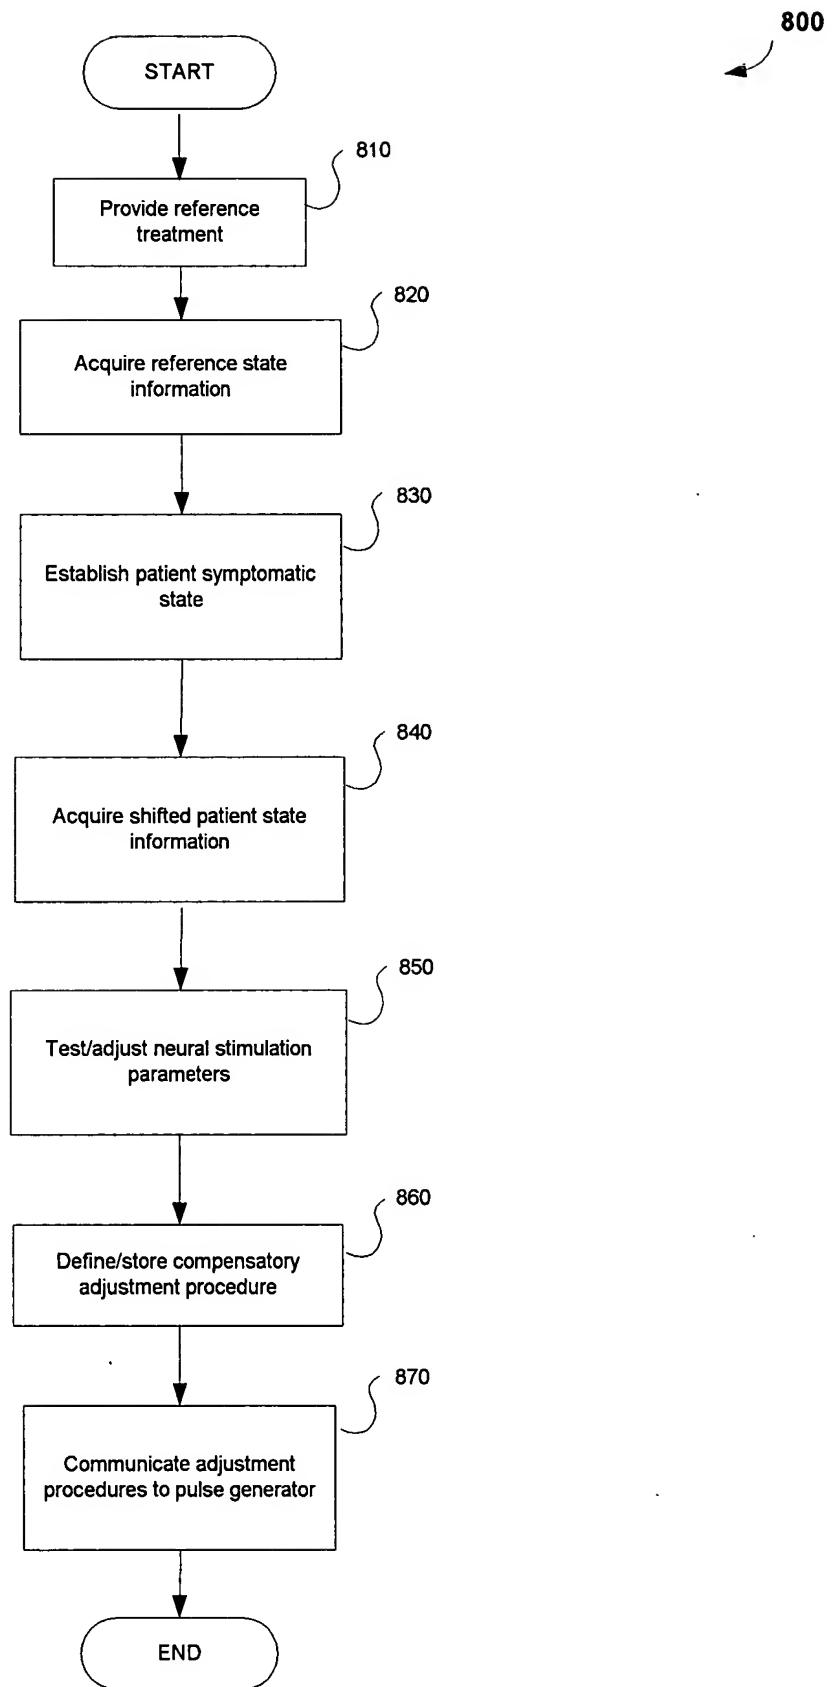 800
START
810
Provide reference
treatment
820
Acquire reference state
information
830
Establish patient symptomatic
state
840
Acquire shifted patient state
information
850
Test/adjust neural stimulation
parameters
860
Define/store compensatory
adjustment procedure
870
Communicate adjustment
procedures to pulse generator
END